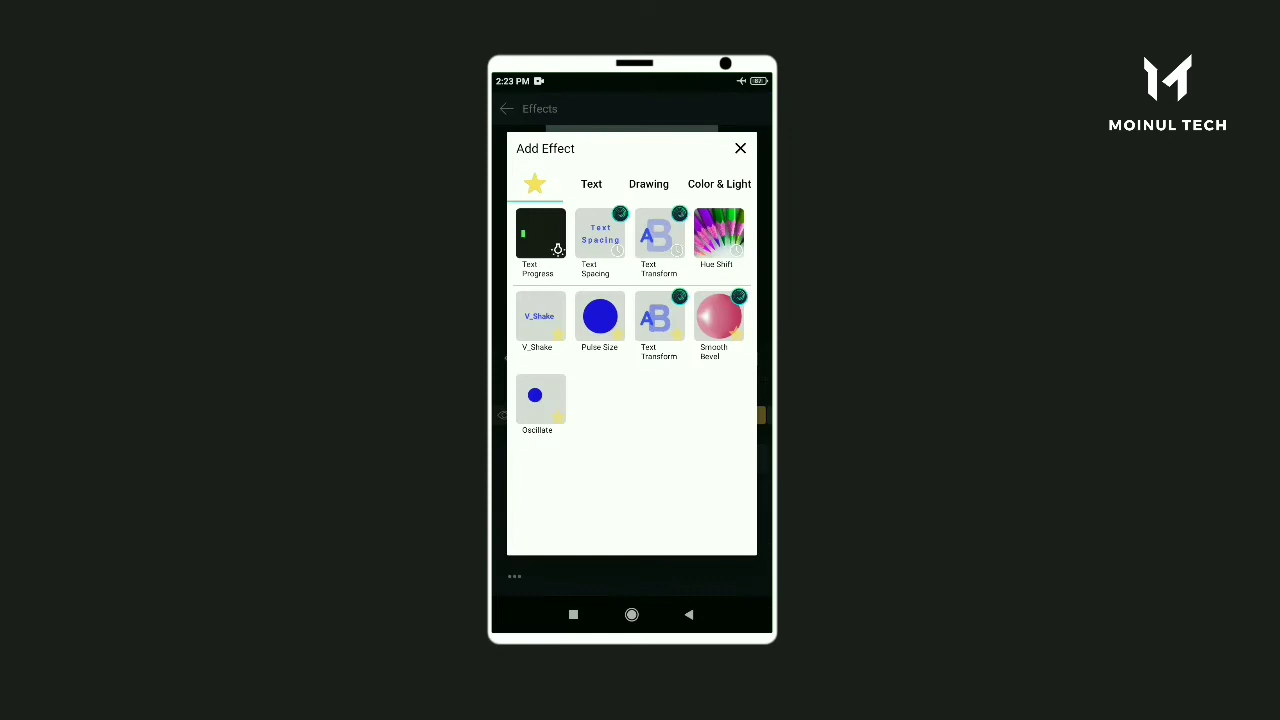 MOINUL TECH
2:23 PM
Effects
Add Effect
Text Drawing Color & Light
Text
Spacing
A B
Text
Progress
Text
Spacing
Text
Transform
Hue Shift
V_Shake
A B
V_Shake
Pulse Size
Text
Transform
Smooth
Bevel
Oscillate